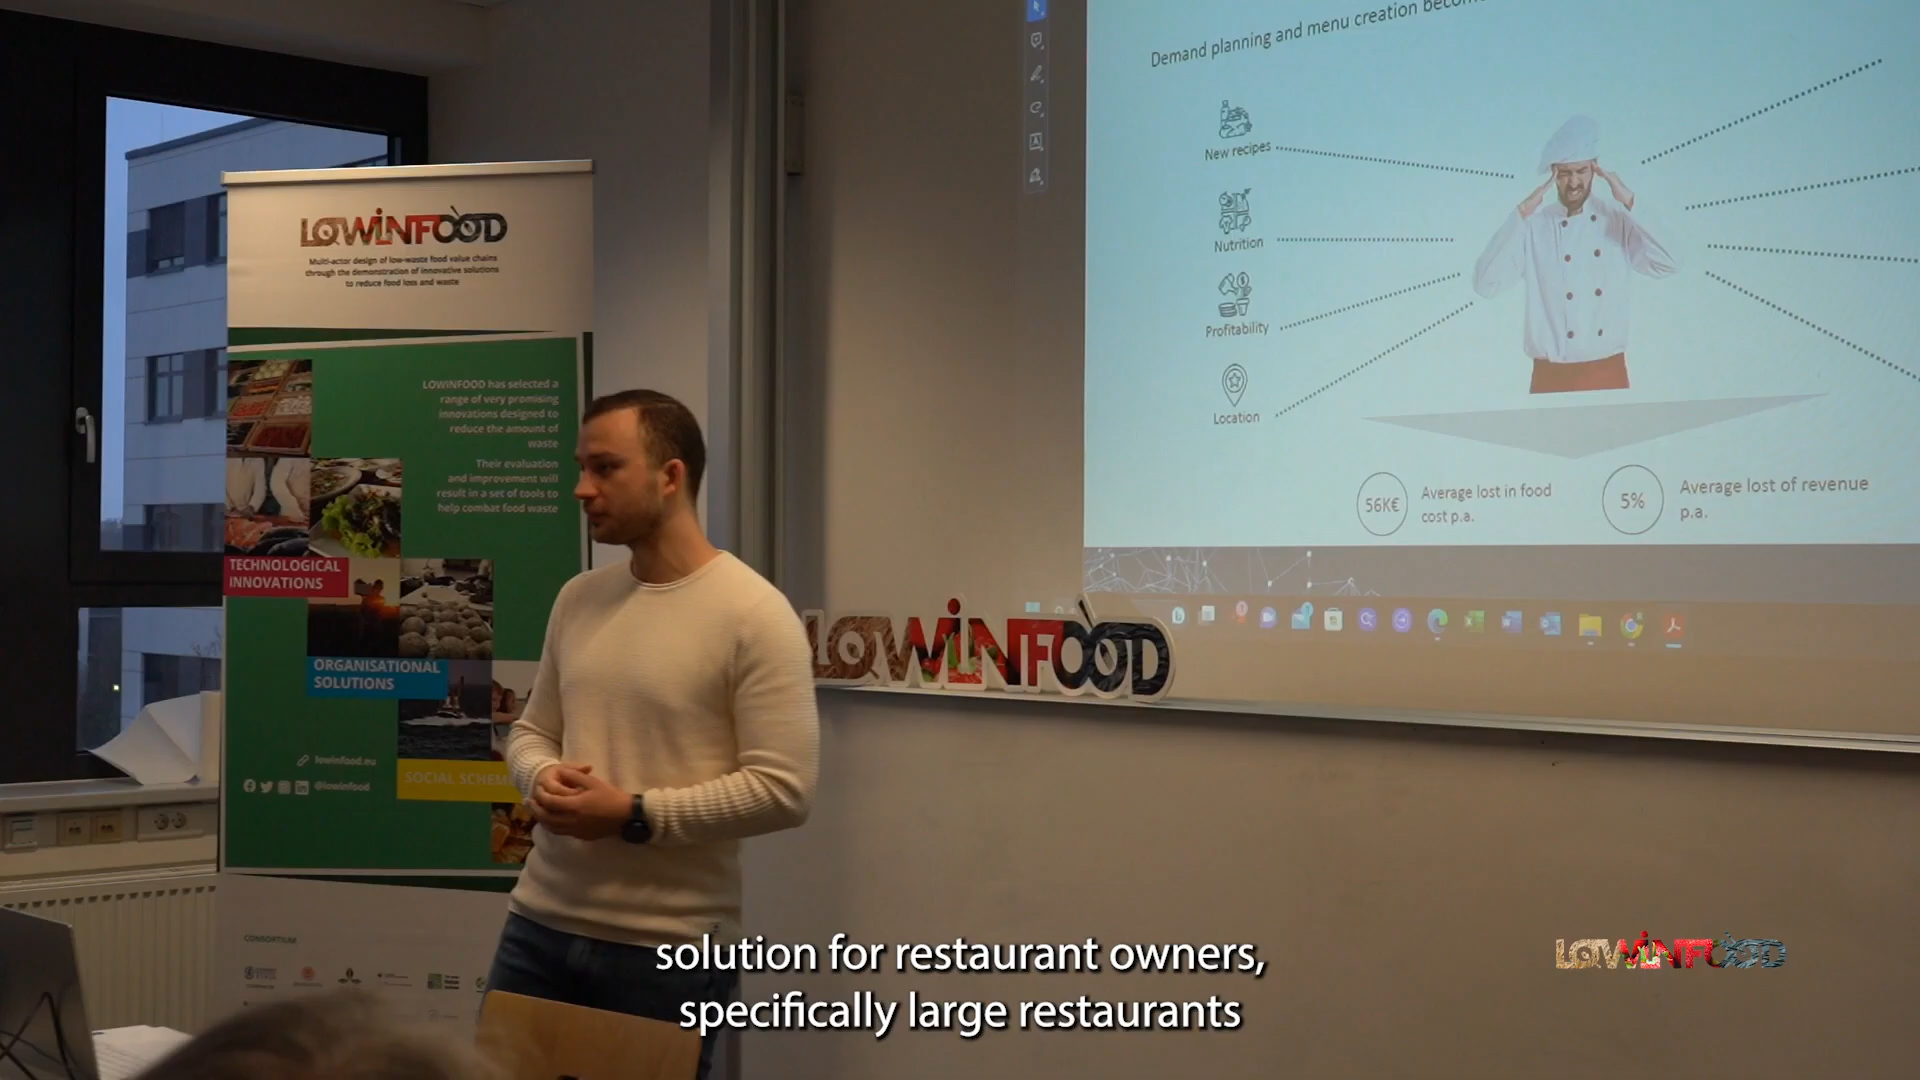 Demand planning and menu creation
New recipes
Nutrition
Profitability
Location
56K€
Average lost in food
cost p.a.
5%
Average lost of revenue
p.a.
LOWINFOOD
Multi-actor design of low-waste food value chains
through the demonstration of innovative solutions
to reduce food loss and waste
LOWINFOOD has selected a
range of very promising
innovations designed to
reduce the amount of
waste
Their evaluation
and improvement will
result in a set of tools to
help combat food waste
TECHNOLOGICAL
INNOVATIONS
ORGANISATIONAL
SOLUTIONS
SOCIAL
lowinfood.eu
@lowinfood
CONSORTIUM
LOWINFOOD
solution for restaurant owners,
specifically large restaurants
LOWINFOOD